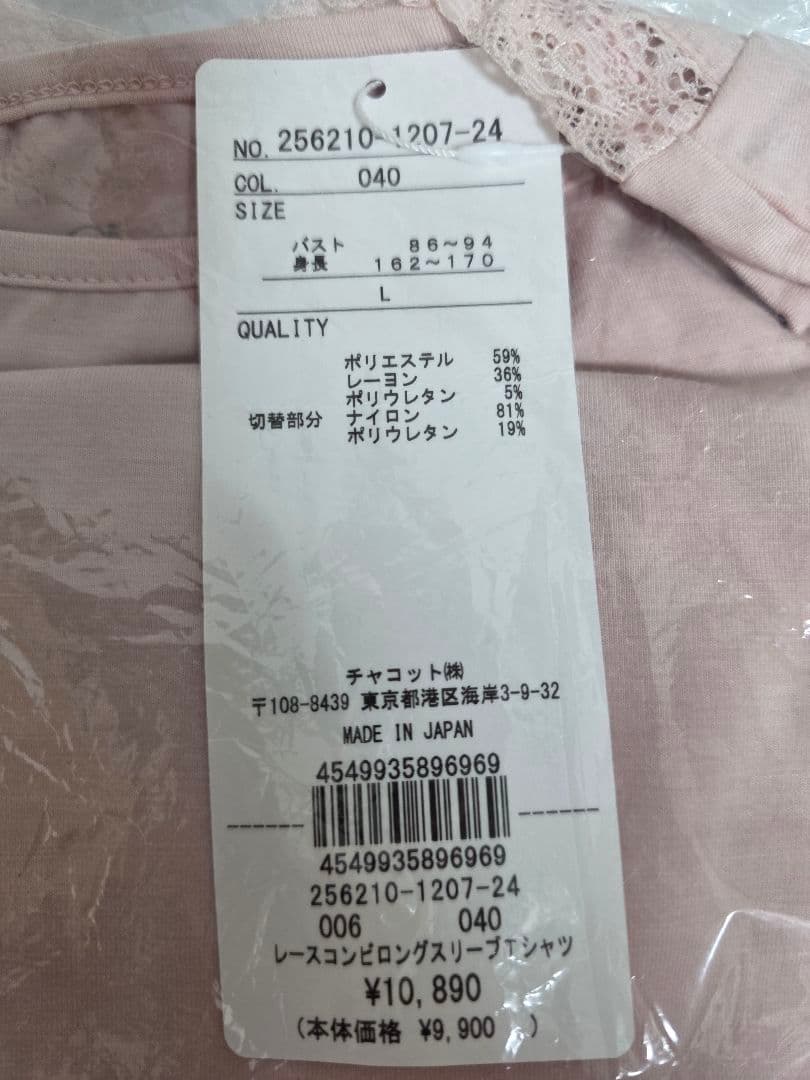 NO. 256210-1207-24
COL. 040
SIZE
バスト 86～94
身長 162～170
L
QUALITY
ポリエステル 59%
レーヨン 36%
ポリウレタン 5%
切替部分 ナイロン 81%
ポリウレタン 19%
チャコット㈱
〒108-8439 東京都港区海岸3-9-32
MADE IN JAPAN
4549935896969
4549935896969
256210-1207-24
006 040
レースコンビロングスリーブTシャツ
¥10,890
(本体価格 ¥9,900 )